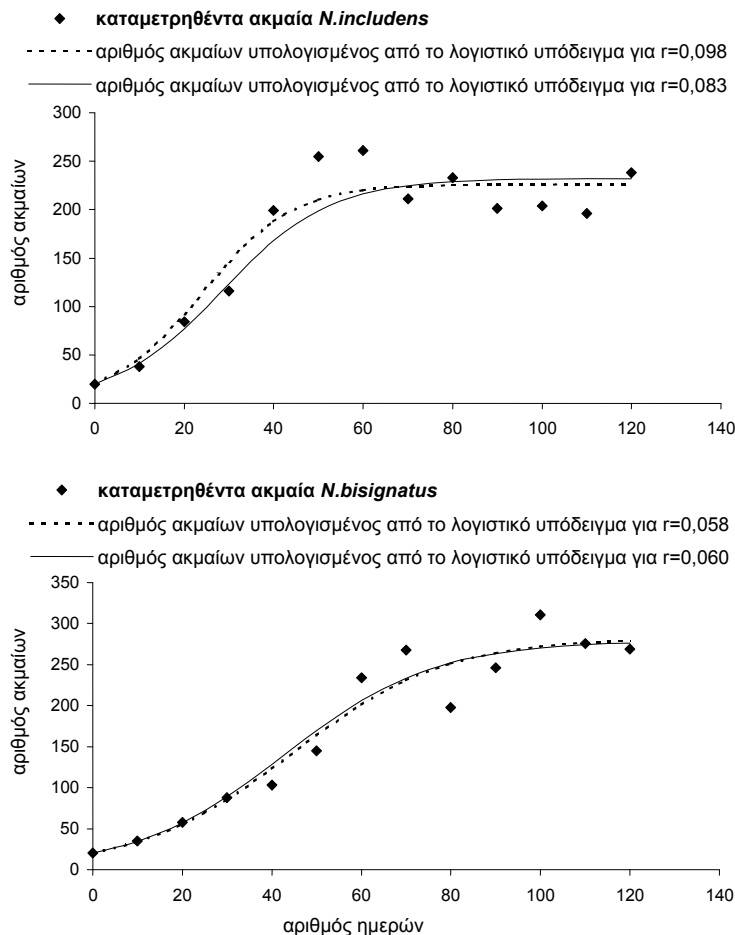 καταμετρηθέντα ακμαία N.includens
αριθμός ακμαίων υπολογισμένος από το λογιστικό υπόδειγμα για r=0,098
αριθμός ακμαίων υπολογισμένος από το λογιστικό υπόδειγμα για r=0,083
300
250
200
150
100
50
0
αριθμός ακμαίων
0 20 40 60 80 100 120 140
καταμετρηθέντα ακμαία N.bisignatus
αριθμός ακμαίων υπολογισμένος από το λογιστικό υπόδειγμα για r=0,058
αριθμός ακμαίων υπολογισμένος από το λογιστικό υπόδειγμα για r=0,060
350
300
250
200
150
100
50
0
αριθμός ακμαίων
0 20 40 60 80 100 120 140
αριθμός ημερών